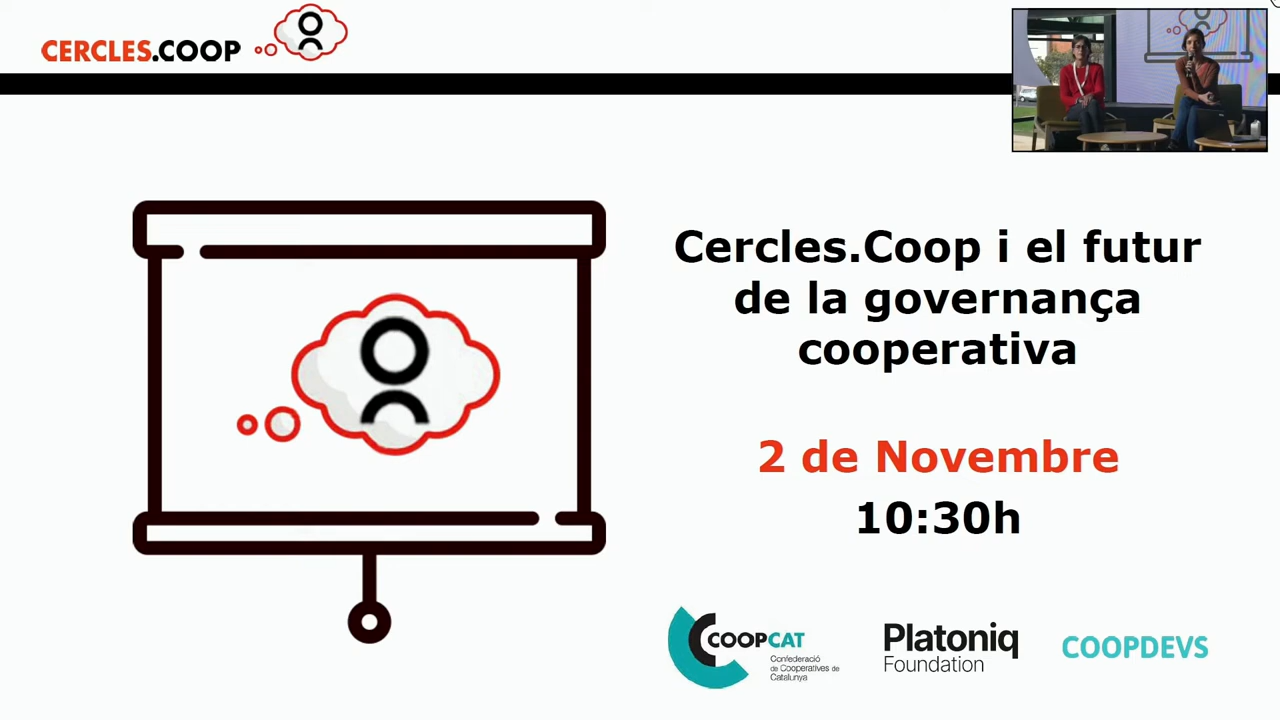 CERCLES.COOP
Cercles.Coop i el futur
de la governança
cooperativa
2 de Novembre
10:30h
COOPCAT
Confederació
de Cooperatives de
Catalunya
Platoniq
Foundation
COOPDEVS